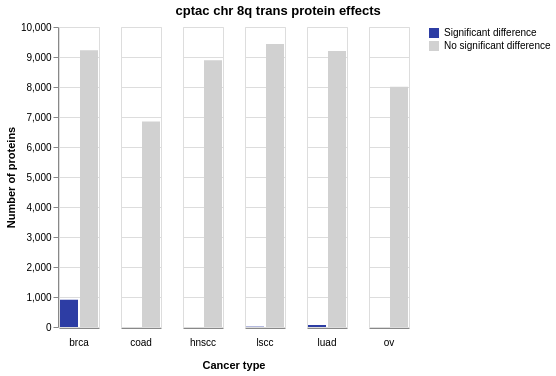 cptac chr 8q trans protein effects
Significant difference
No significant difference
Number of proteins
10,000
9,000
8,000
7,000
6,000
5,000
4,000
3,000
2,000
1,000
0
brca coad hnscc lscc luad ov
Cancer type